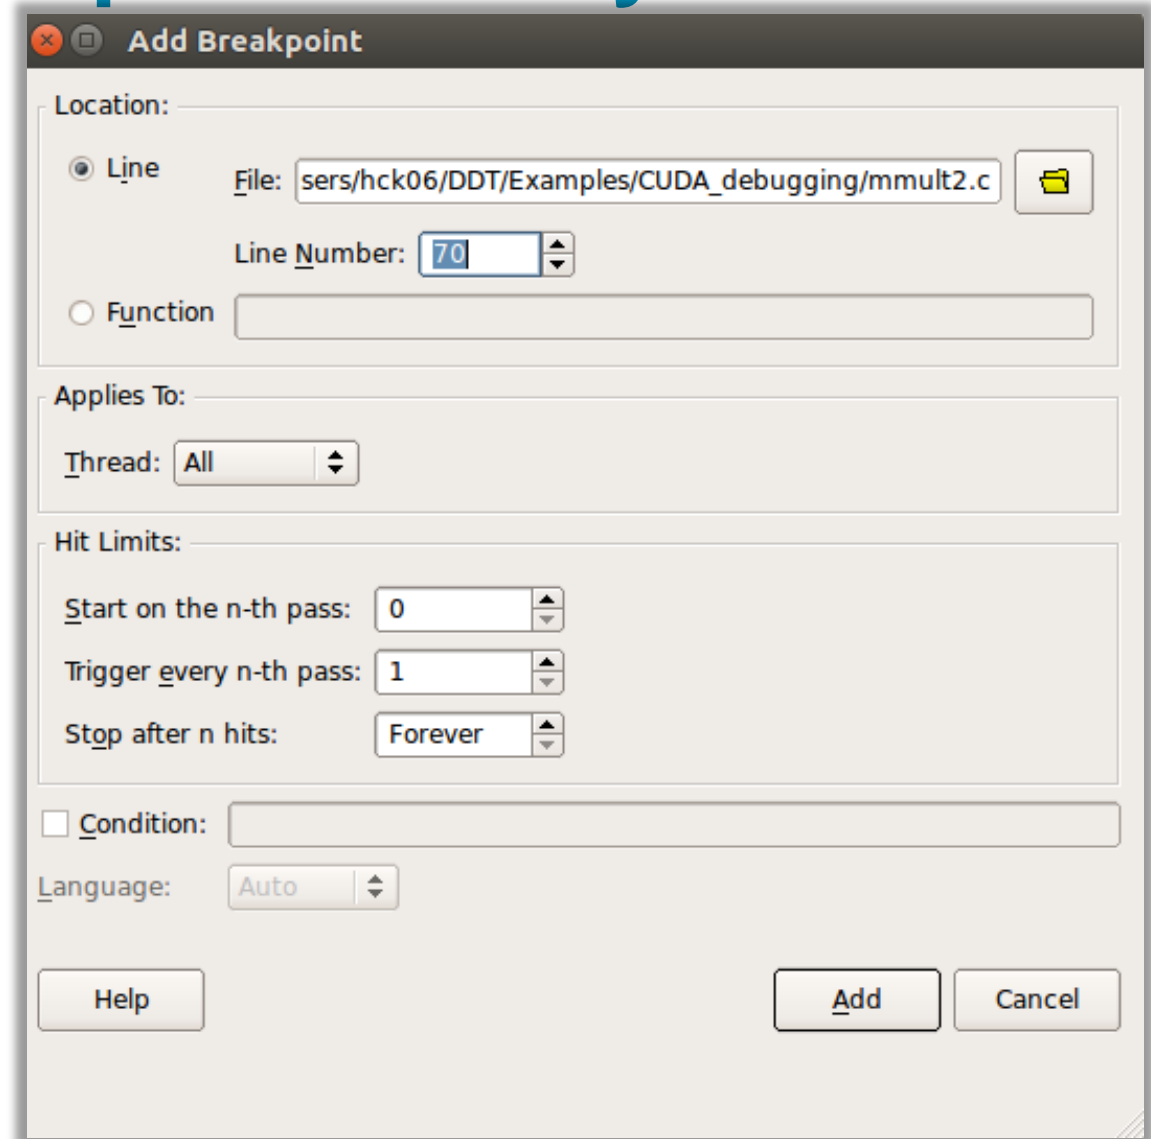 Add Breakpoint
Location:
Line
File: sers/hck06/DDT/Examples/CUDA_debugging/mmult2.c
Line Number: 70
Function
Applies To:
Thread: All
Hit Limits:
Start on the n-th pass: 0
Trigger every n-th pass: 1
Stop after n hits: Forever
Condition:
Language: Auto
Help Add Cancel